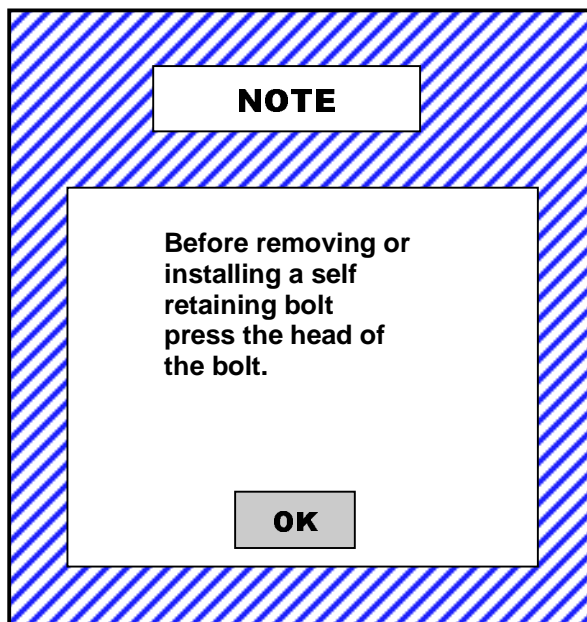 NOTE
Before removing or
installing a self
retaining bolt
press the head of
the bolt.
OK